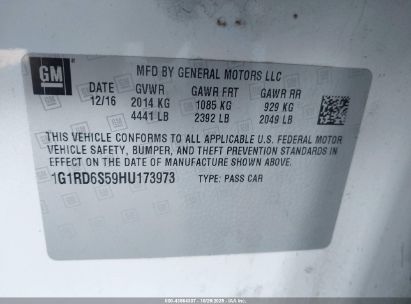 GM
MFD BY GENERAL MOTORS LLC
DATE GVWR GAWR FRT GAWR RR
12/16 2014 KG 1085 KG 929 KG
4441 LB 2392 LB 2049 LB
THIS VEHICLE CONFORMS TO ALL APPLICABLE U.S. FEDERAL MOTOR
VEHICLE SAFETY, BUMPER, AND THEFT PREVENTION STANDARDS
IN EFFECT ON THE DATE OF MANUFACTURE SHOWN ABOVE.
1G1RD6S59HU173973 TYPE: PASS CAR